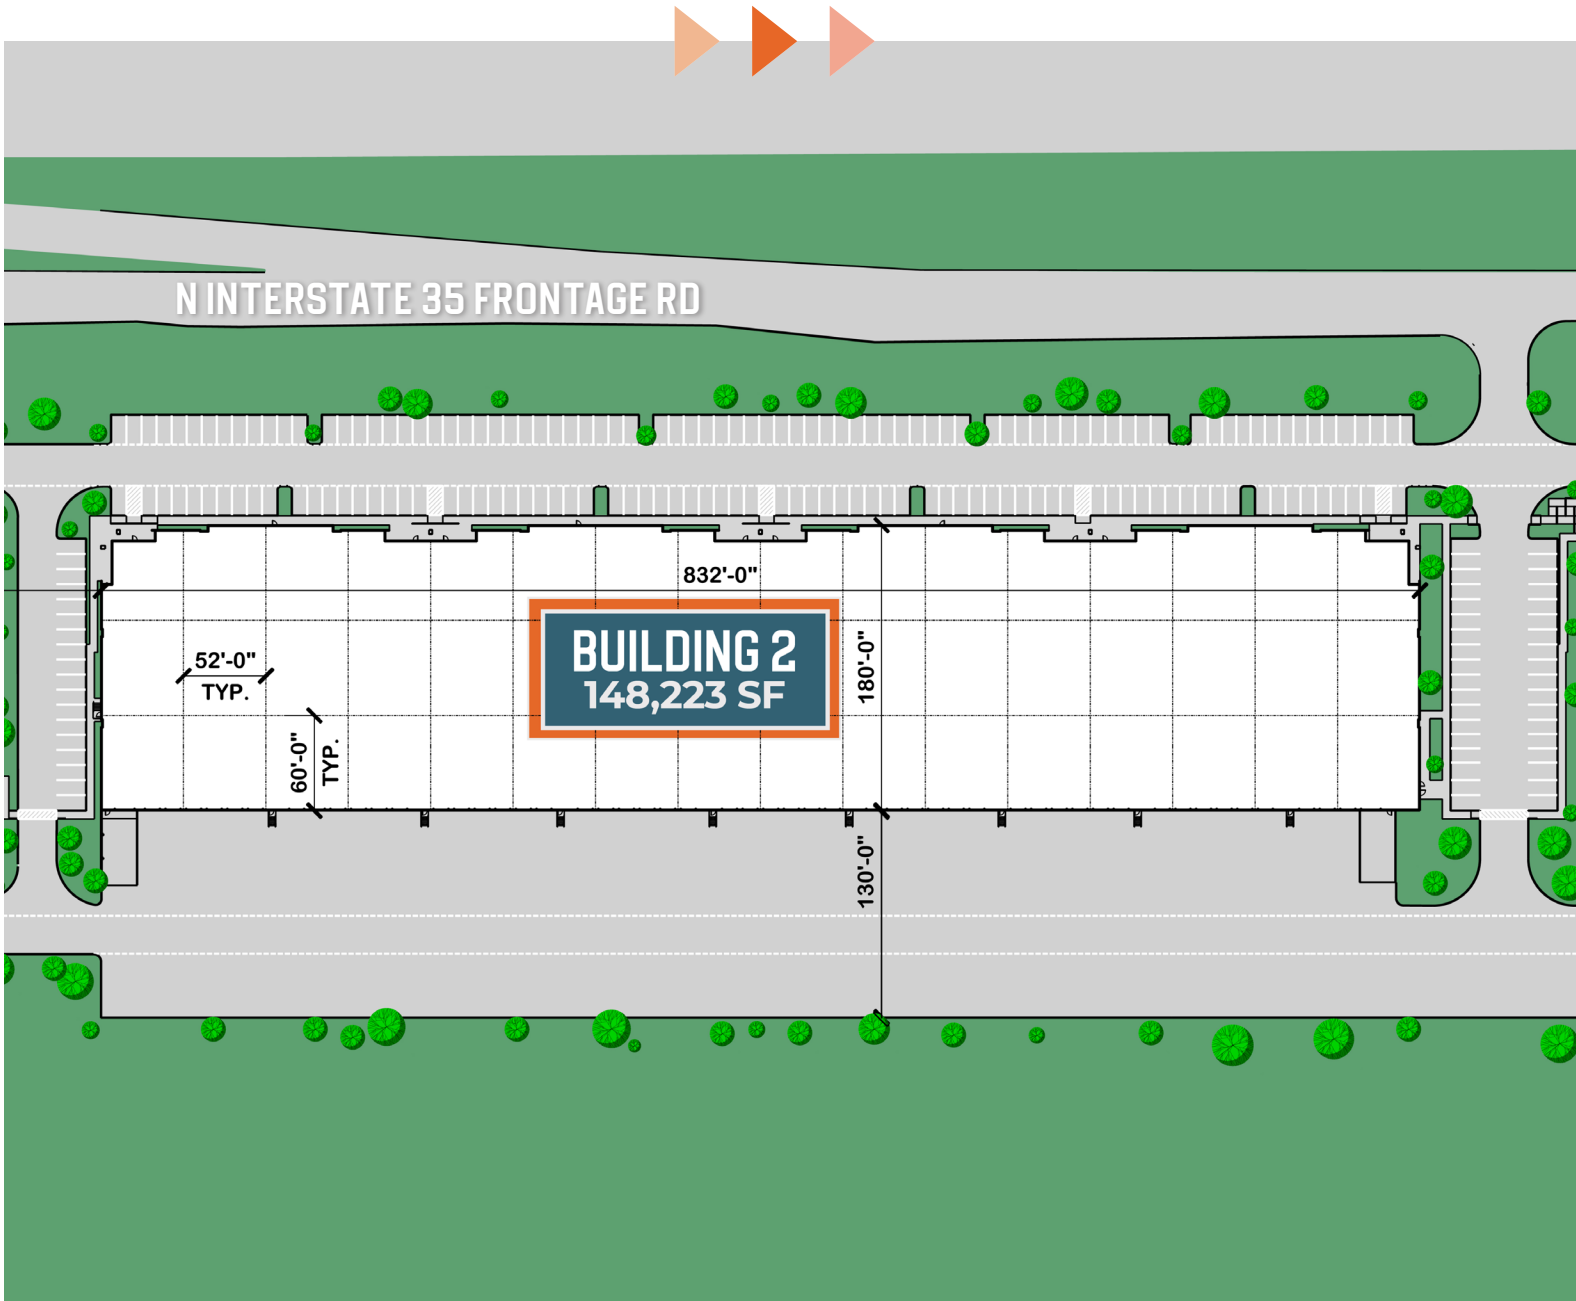 N INTERSTATE 35 FRONTAGE RD
832'-0"
BUILDING 2
148,223 SF
180'-0"
52'-0"
TYP.
60'-0"
TYP.
130'-0"